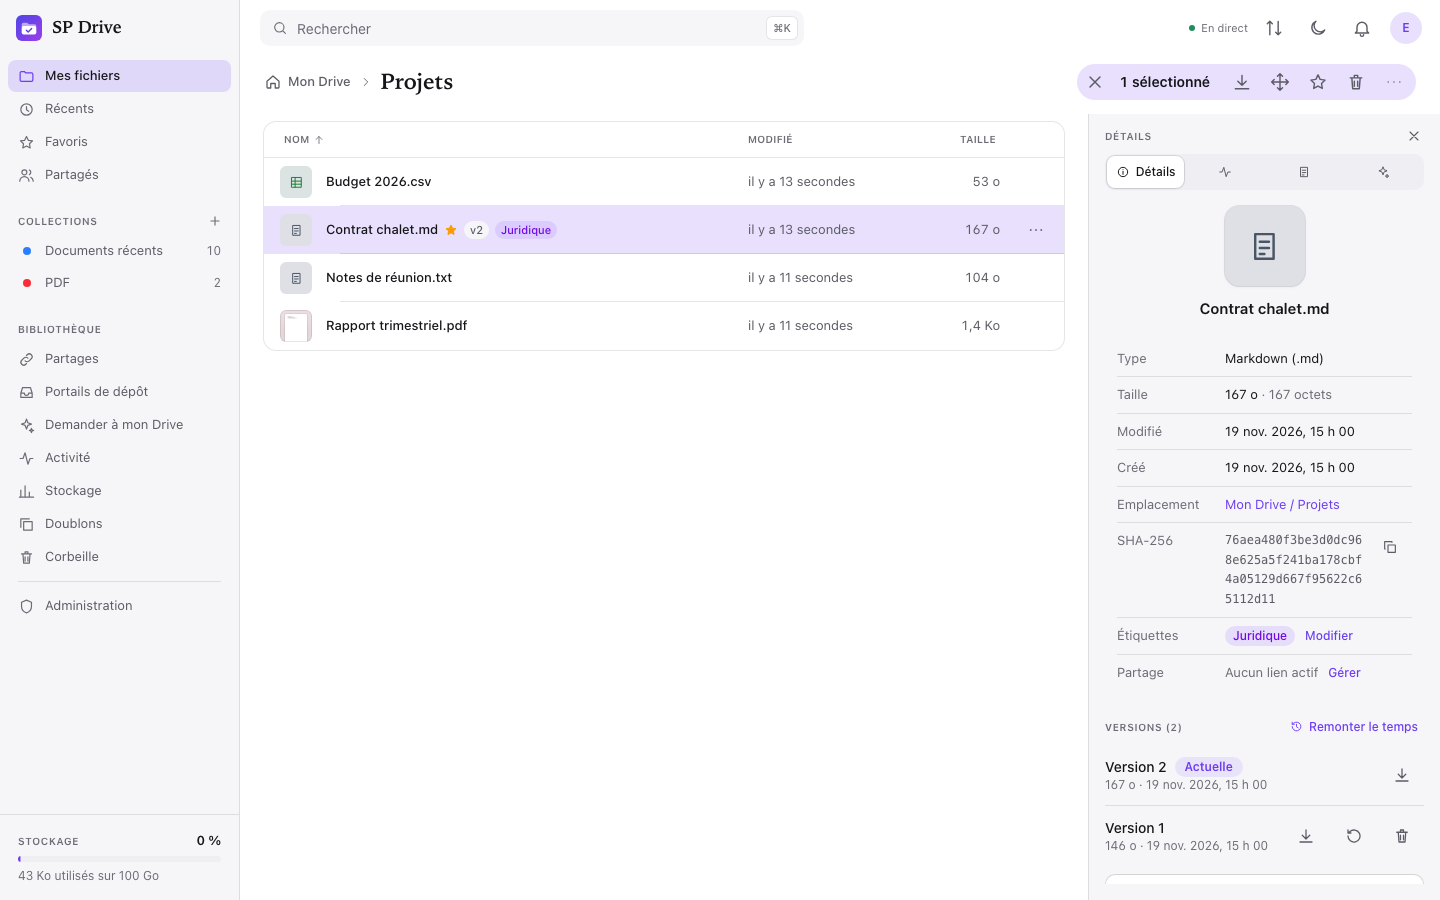 SP Drive
Rechercher
⌘K
En direct
E
Mes fichiers
Récents
Favoris
Partagés
COLLECTIONS
Documents récents 10
PDF 2
BIBLIOTHÈQUE
Partages
Portails de dépôt
Demander à mon Drive
Activité
Stockage
Doublons
Corbeille
Administration
STOCKAGE 0 %
43 Ko utilisés sur 100 Go
Mon Drive
Projets
1 sélectionné
NOM MODIFIÉ TAILLE
Budget 2026.csv il y a 13 secondes 53 o
Contrat chalet.md v2 Juridique il y a 13 secondes 167 o
Notes de réunion.txt il y a 11 secondes 104 o
Rapport trimestriel.pdf il y a 11 secondes 1,4 Ko
DÉTAILS
Détails
Contrat chalet.md
Type Markdown (.md)
Taille 167 o · 167 octets
Modifié 19 nov. 2026, 15 h 00
Créé 19 nov. 2026, 15 h 00
Emplacement Mon Drive / Projets
SHA-256 76aea480f3be3d0dc96
8e625a5f241ba178cbf
4a05129d667f95622c6
5112d11
Étiquettes Juridique Modifier
Partage Aucun lien actif Gérer
VERSIONS (2) Remonter le temps
Version 2 Actuelle
167 o · 19 nov. 2026, 15 h 00
Version 1
146 o · 19 nov. 2026, 15 h 00